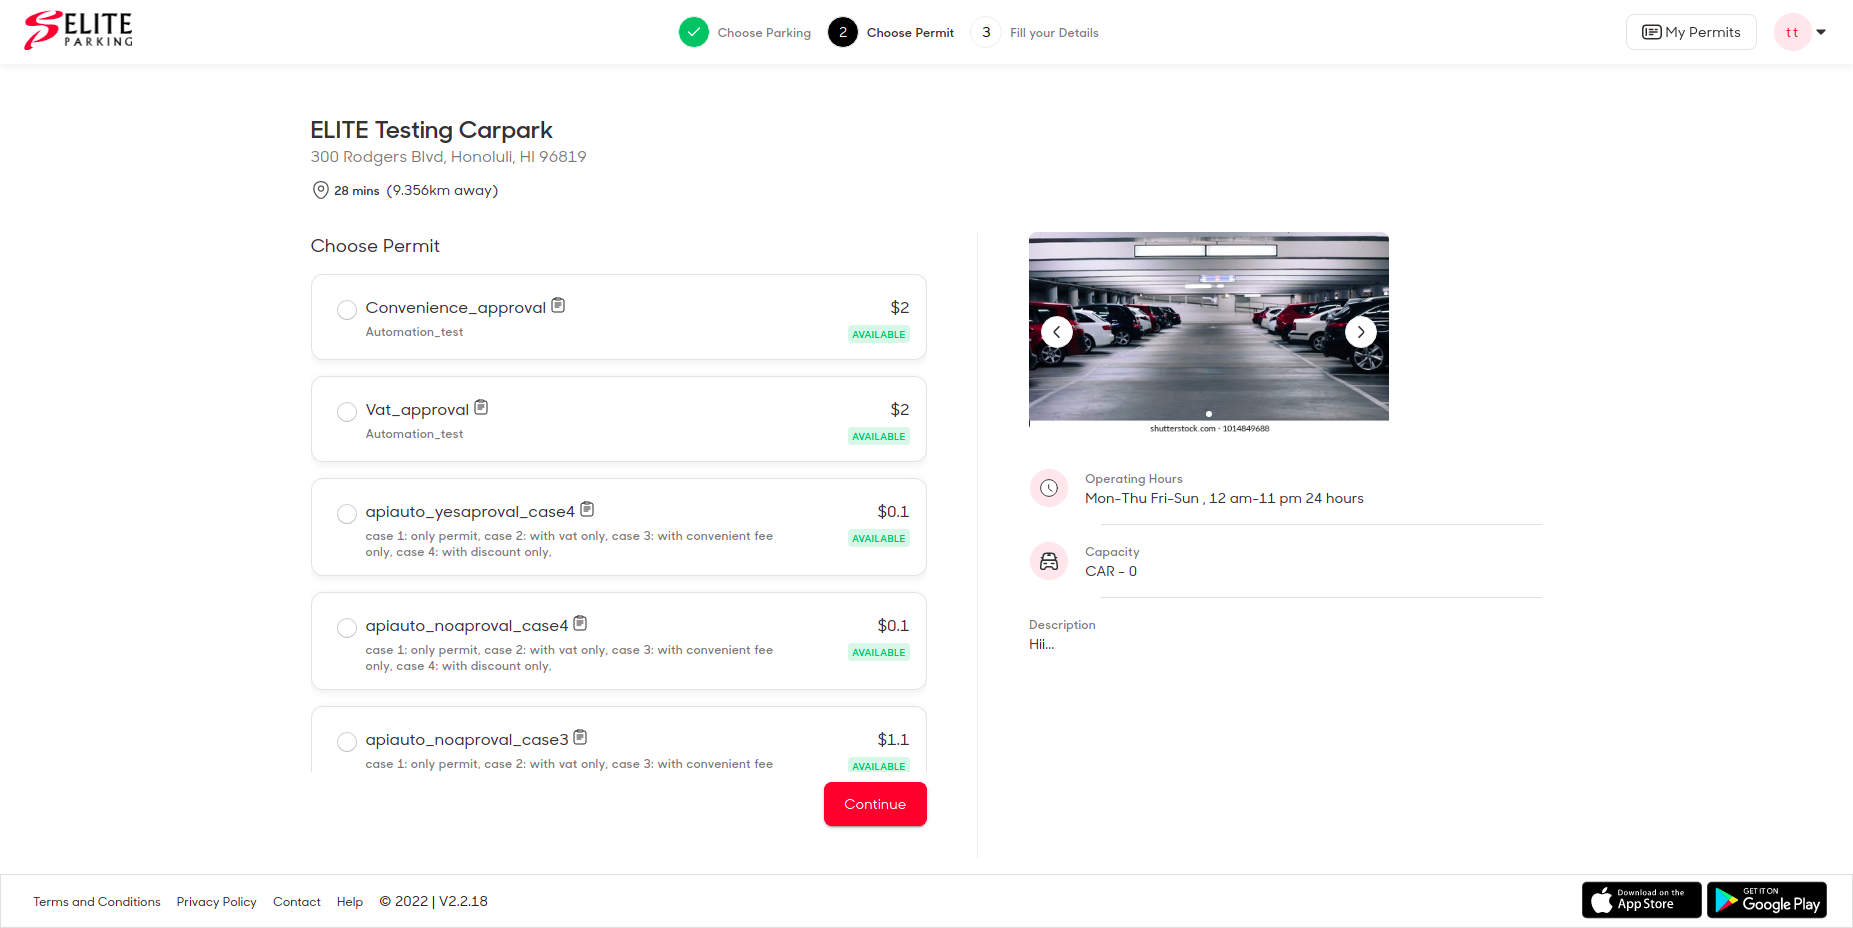 ELITE
PARKING
Choose Parking
2
Choose Permit
3
Fill your Details
My Permits
tt
ELITE Testing Carpark
300 Rodgers Blvd, Honoluli, HI 96819
28 mins (9.356km away)
Choose Permit
Convenience_approval
$2
Automation_test
AVAILABLE
Vat_approval
$2
Automation_test
AVAILABLE
apiauto_yesaproval_case4
$0.1
case 1: only permit, case 2: with vat only, case 3: with convenient fee
only, case 4: with discount only,
AVAILABLE
apiauto_noaproval_case4
$0.1
case 1: only permit, case 2: with vat only, case 3: with convenient fee
only, case 4: with discount only,
AVAILABLE
apiauto_noaproval_case3
$1.1
case 1: only permit, case 2: with vat only, case 3: with convenient fee
AVAILABLE
Continue
shutterstock.com · 1014849688
Operating Hours
Mon-Thu Fri-Sun , 12 am-11 pm 24 hours
Capacity
CAR - 0
Description
Hii...
Terms and Conditions
Privacy Policy
Contact
Help
© 2022 | V2.2.18
Download on the
App Store
GET IT ON
Google Play